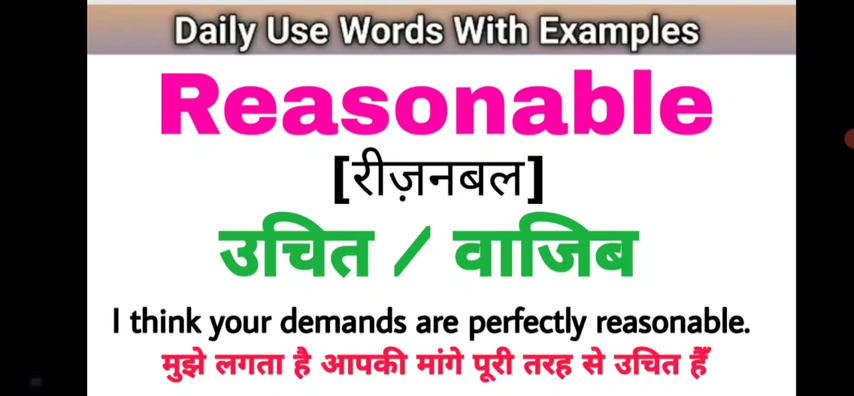 Daily Use Words With Examples
Reasonable
[रीज़नबल]
उचित / वाजिब
I think your demands are perfectly reasonable.
मुझे लगता है आपकी मांगे पूरी तरह से उचित हैं